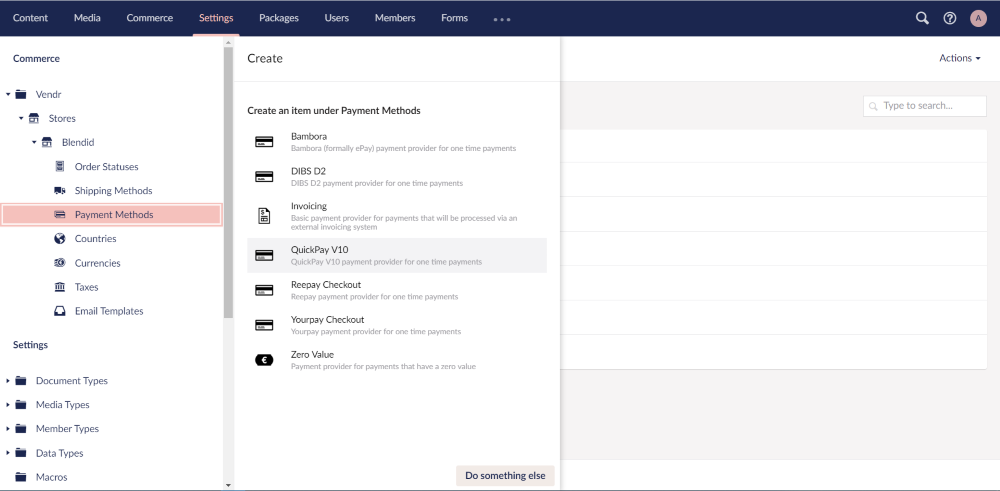 Content Media Commerce Settings Packages Users Members Forms A
Commerce
Vendr
Stores
Blendid
Order Statuses
Shipping Methods
Payment Methods
Countries
Currencies
Taxes
Email Templates
Settings
Document Types
Media Types
Member Types
Data Types
Macros
Create
Create an item under Payment Methods
Bambora
Bambora (formally ePay) payment provider for one time payments
DIBS D2
DIBS D2 payment provider for one time payments
Invoicing
Basic payment provider for payments that will be processed via an
external invoicing system
QuickPay V10
QuickPay V10 payment provider for one time payments
Reepay Checkout
Reepay payment provider for one time payments
Yourpay Checkout
Yourpay payment provider for one time payments
Zero Value
Payment provider for payments that have a zero value
Do something else
Actions
Type to search...